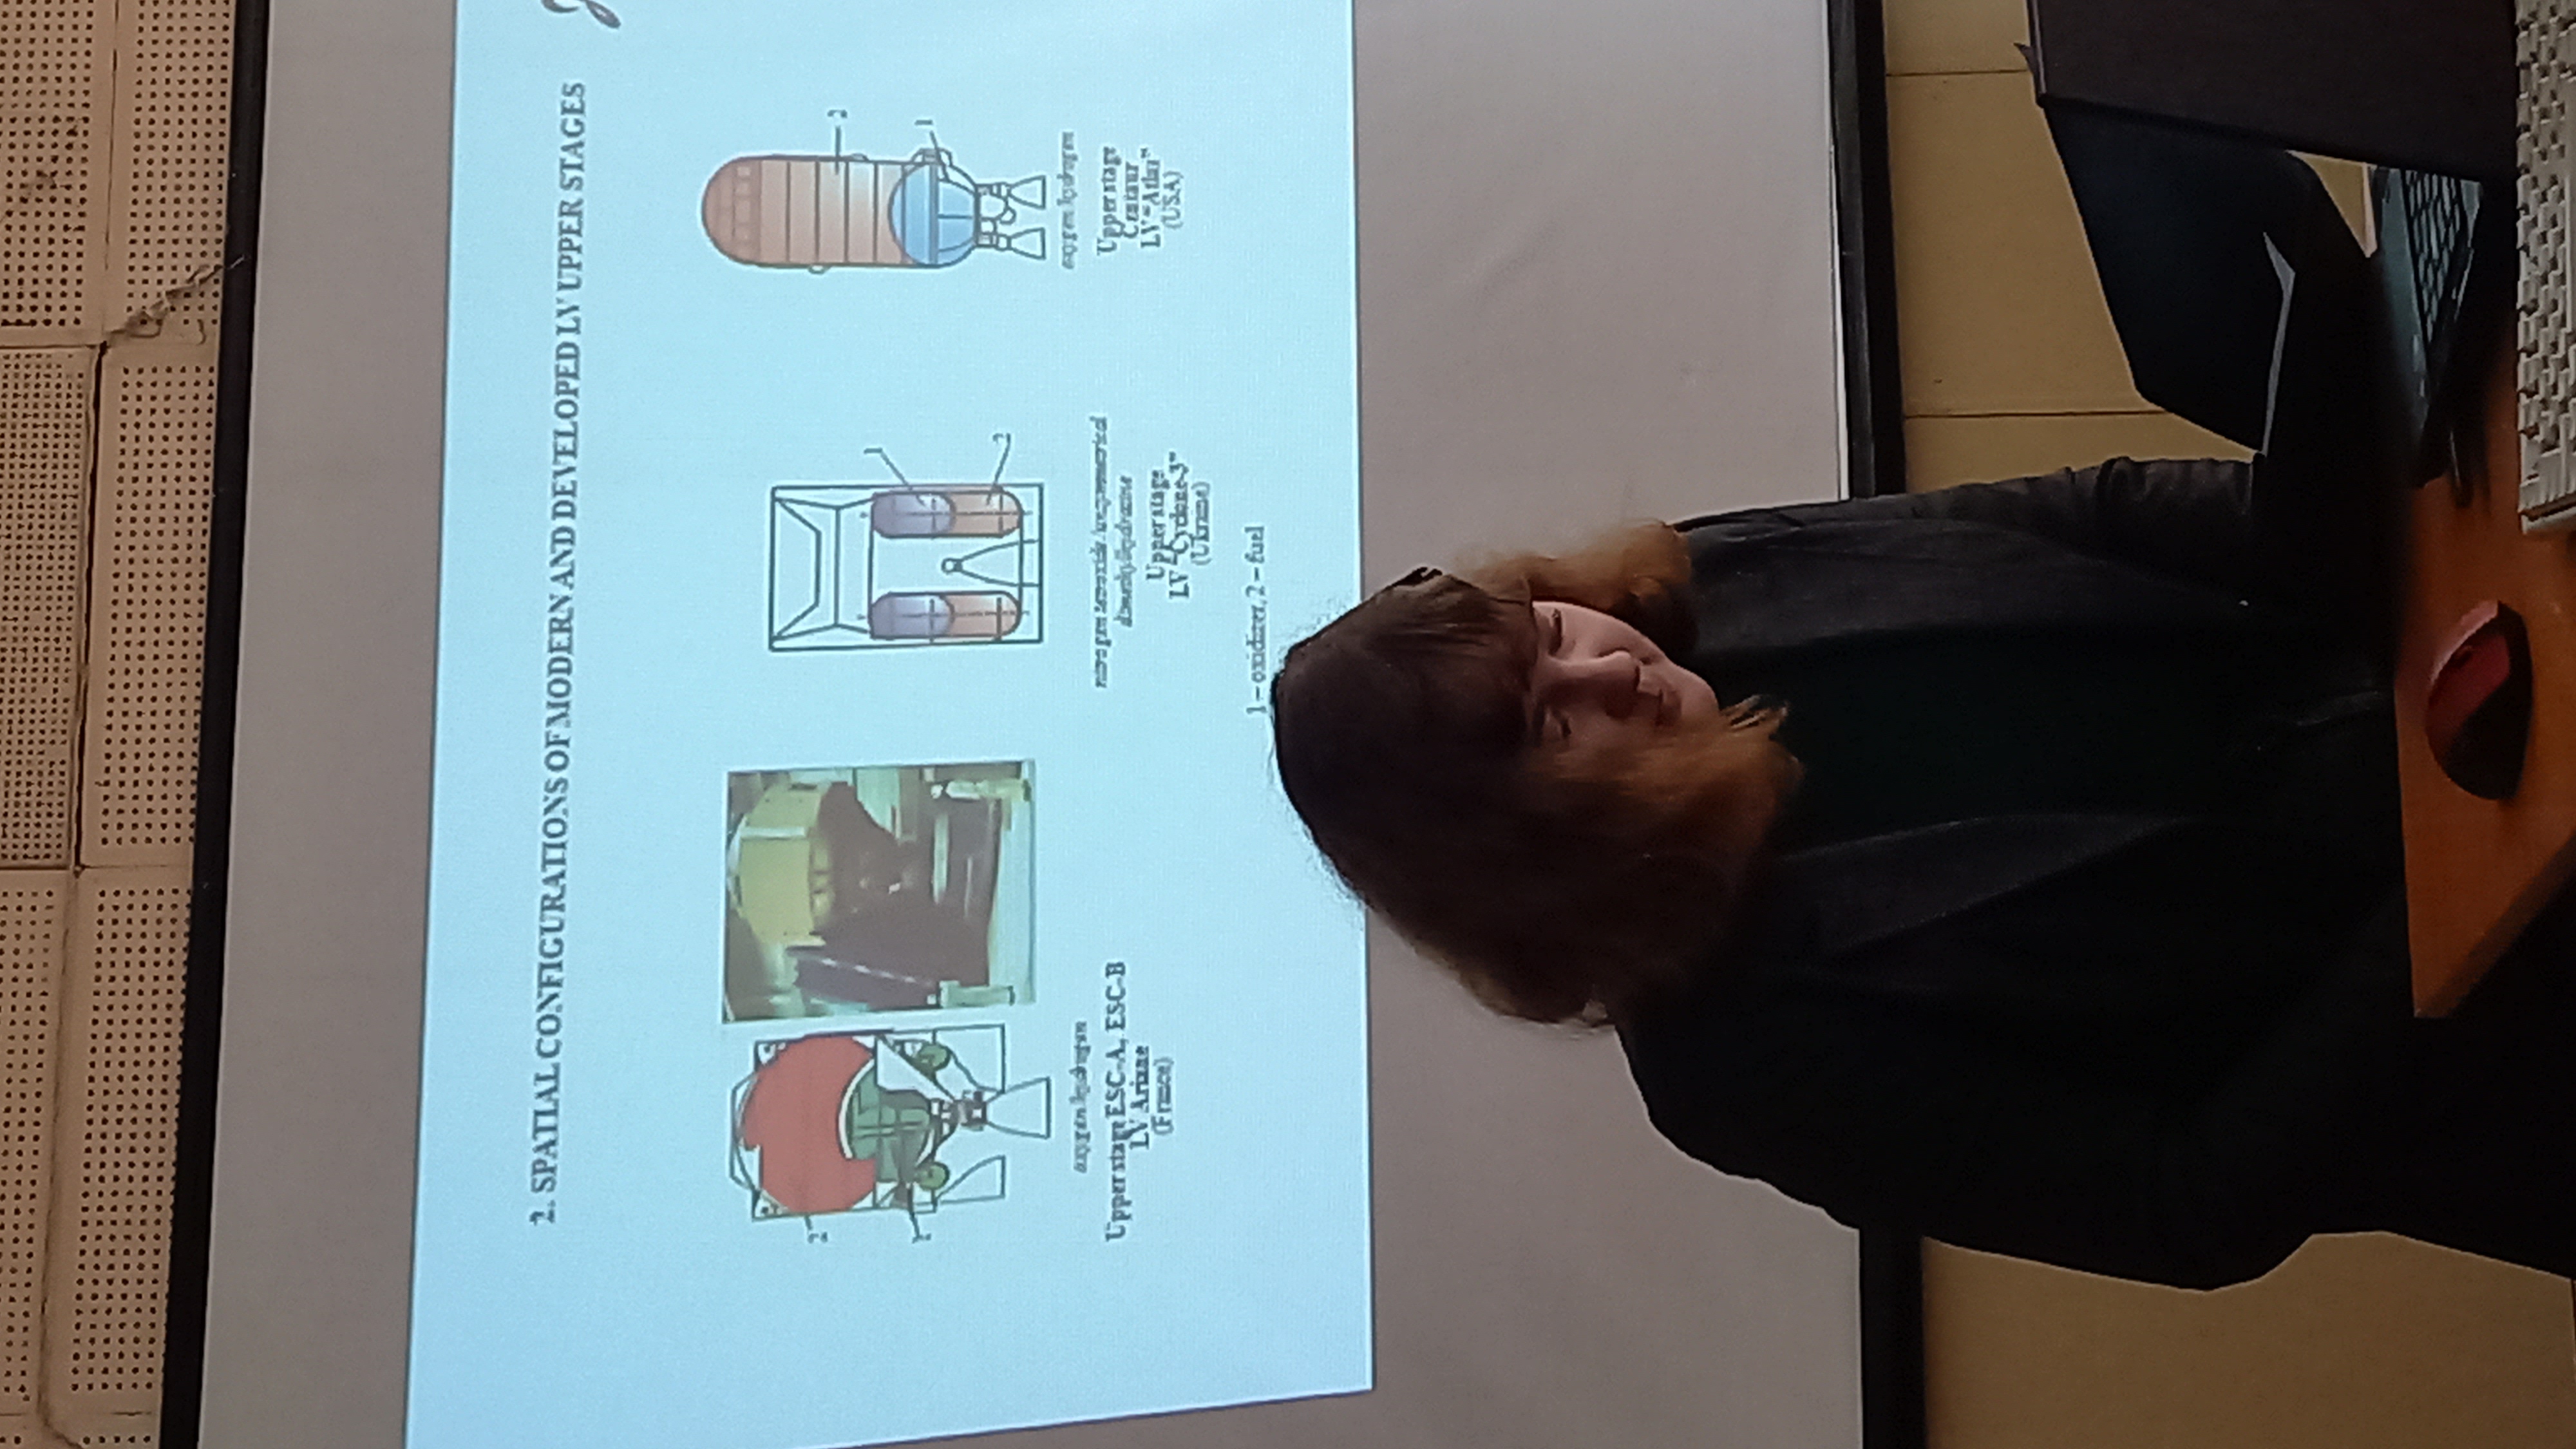 2. SPATIAL CONFIGURATIONS OF MODERN AND DEVELOPED LV UPPER STAGES
2
1
oxygen/hydrogen
Upper stage ESC-A, ESC-B
LV Ariane
(France)
1
2
nitrogen tetroxide/unsymmetrical
dimethylhydrazine
Upper stage
LV "Cyclone-3"
(Ukraine)
2
1
oxygen/hydrogen
Upper stage
Centaur
LV "Atlas"
(USA)
1 – oxidizer, 2 – fuel